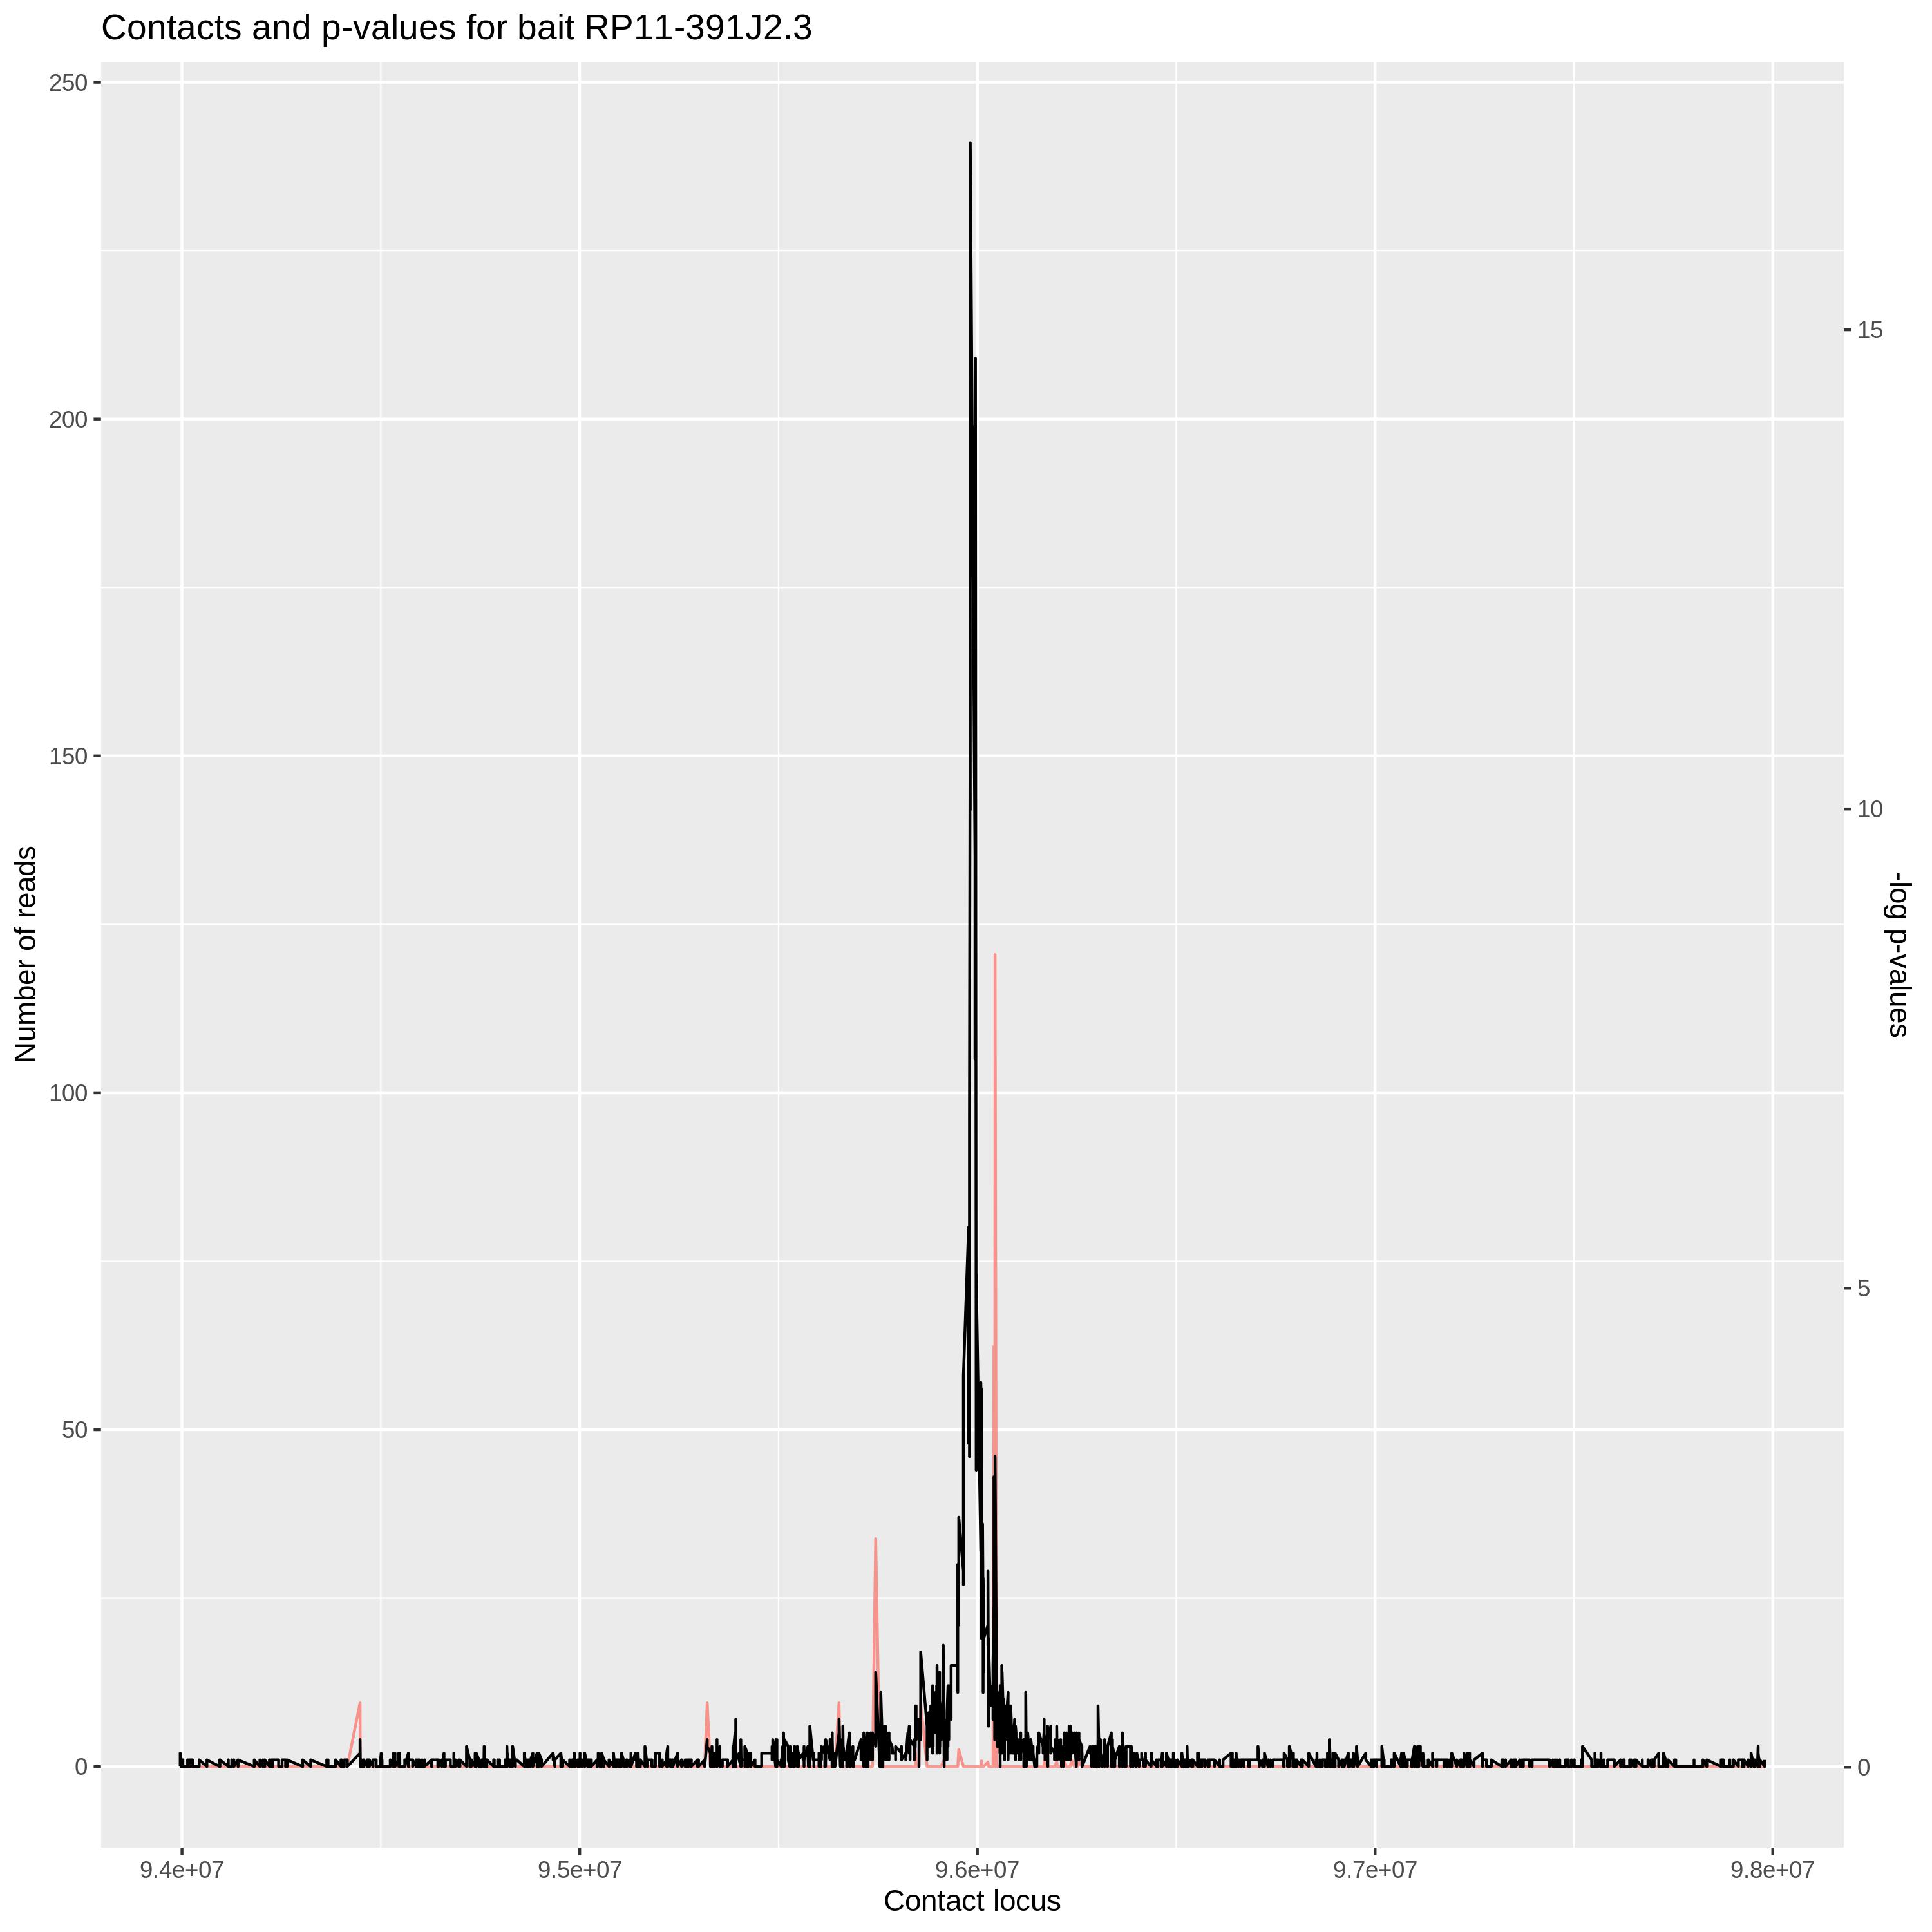 Contacts and p-values for bait RP11-391J2.3
250
200
150
100
50
0
Number of reads
15
10
5
0
-log p-values
9.4e+07 9.5e+07 9.6e+07 9.7e+07 9.8e+07
Contact locus